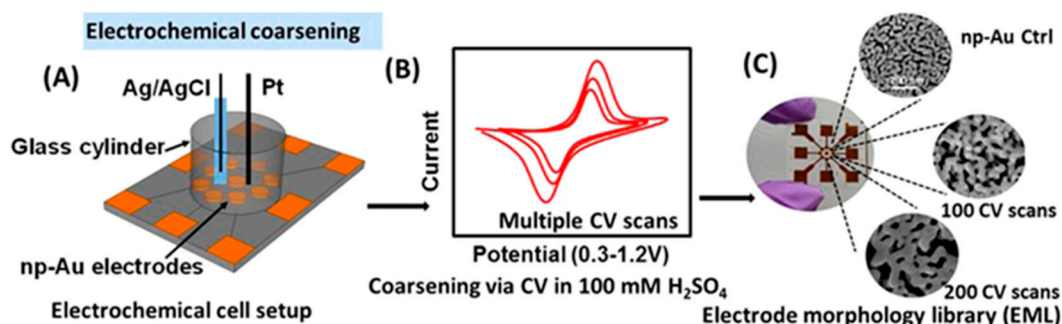 Electrochemical coarsening
(A)
Ag/AgCl
Pt
Glass cylinder
np-Au electrodes
Electrochemical cell setup
(B)
Current
Multiple CV scans
Potential (0.3-1.2V)
Coarsening via CV in 100 mM H₂SO₄
(C)
np-Au Ctrl
100 CV scans
200 CV scans
Electrode morphology library (EML)